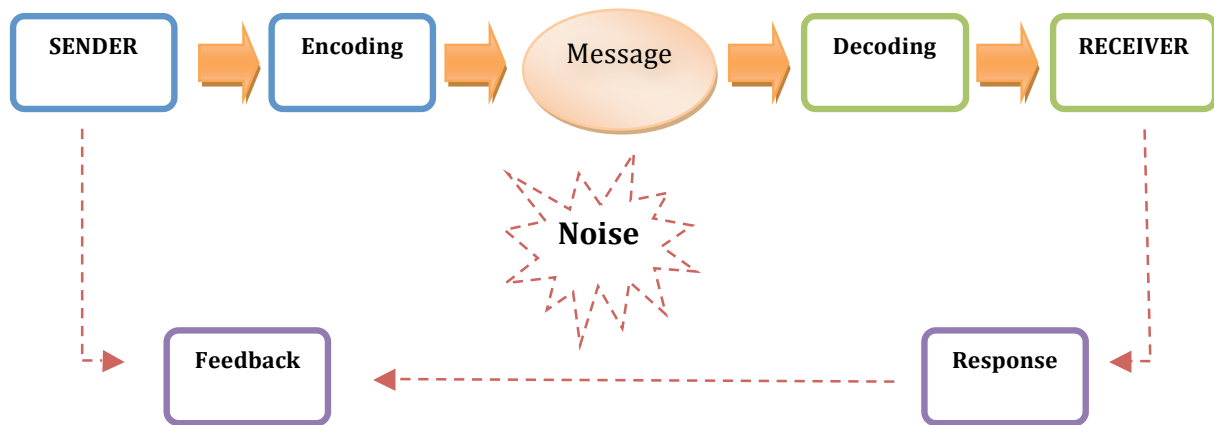 SENDER
Encoding
Message
Decoding
RECEIVER
Noise
Feedback
Response